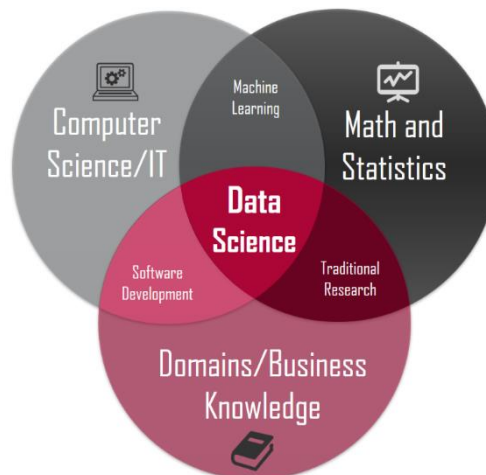 Computer
Science/IT
Machine
Learning
Math and
Statistics
Data
Science
Software
Development
Traditional
Research
Domains/Business
Knowledge